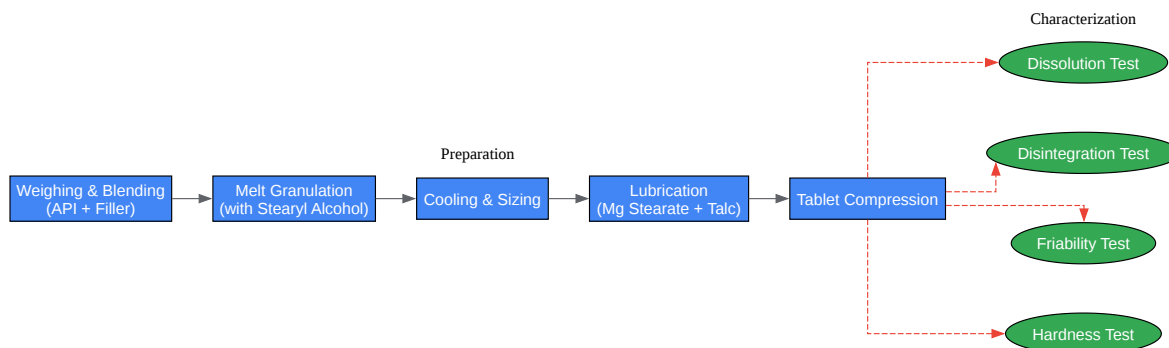 Characterization
Dissolution Test
Preparation
Disintegration Test
Weighing & Blending
(API + Filler)
Melt Granulation
(with Stearyl Alcohol)
Cooling & Sizing
Lubrication
(Mg Stearate + Talc)
Tablet Compression
Friability Test
Hardness Test